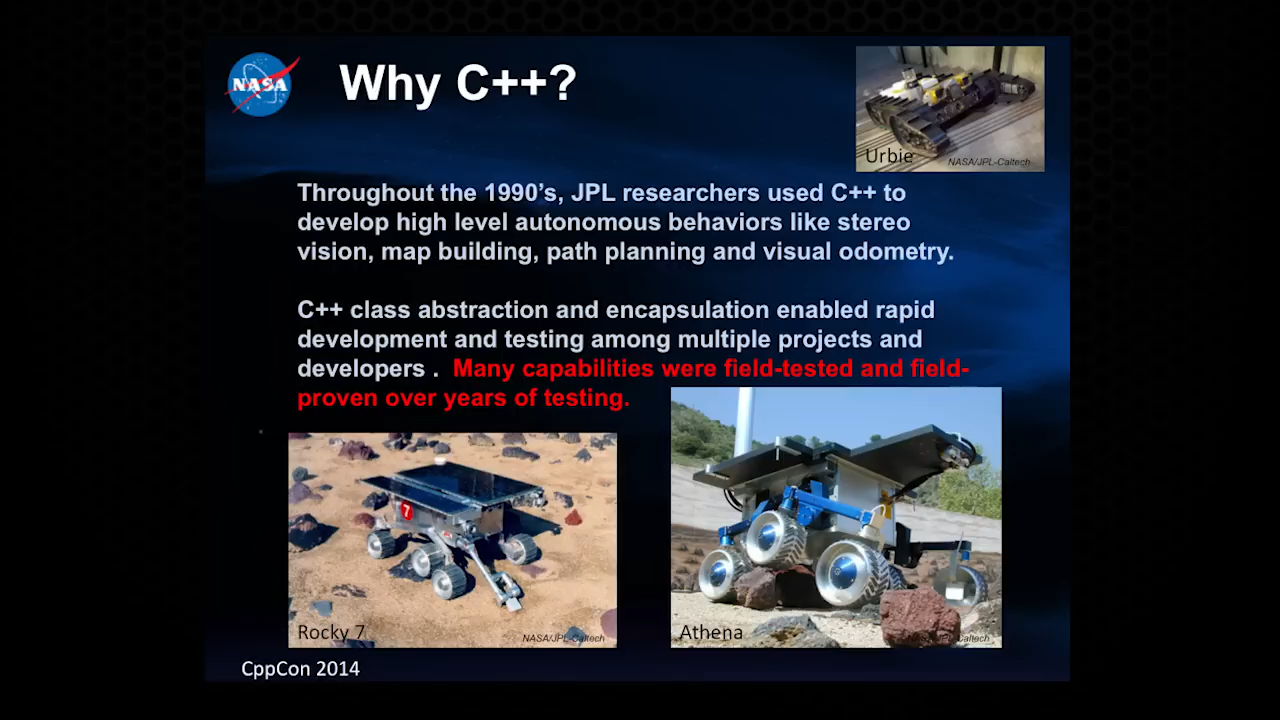 NASA
Why C++?
Urbie
NASA/JPL-Caltech
Throughout the 1990's, JPL researchers used C++ to
develop high level autonomous behaviors like stereo
vision, map building, path planning and visual odometry.
C++ class abstraction and encapsulation enabled rapid
development and testing among multiple projects and
developers . Many capabilities were field-tested and field-
proven over years of testing.
7
Rocky 7
NASA/JPL-Caltech
Athena
NASA/JPL-Caltech
CppCon 2014